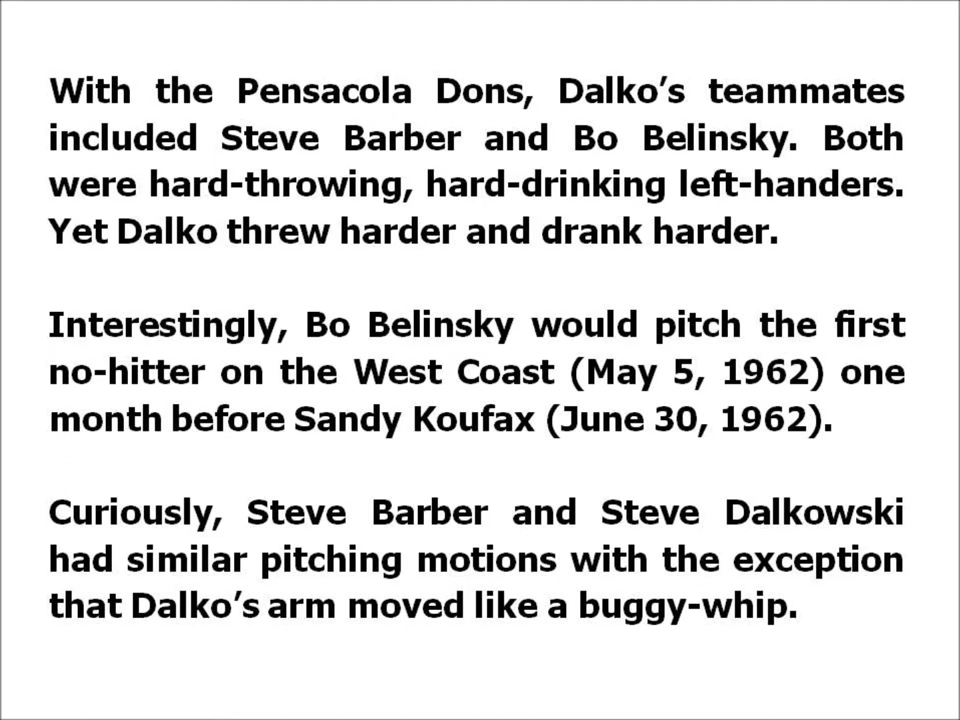 With the Pensacola Dons, Dalko’s teammates
included Steve Barber and Bo Belinsky. Both
were hard-throwing, hard-drinking left-handers.
Yet Dalko threw harder and drank harder.
Interestingly, Bo Belinsky would pitch the first
no-hitter on the West Coast (May 5, 1962) one
month before Sandy Koufax (June 30, 1962).
Curiously, Steve Barber and Steve Dalkowski
had similar pitching motions with the exception
that Dalko’s arm moved like a buggy-whip.